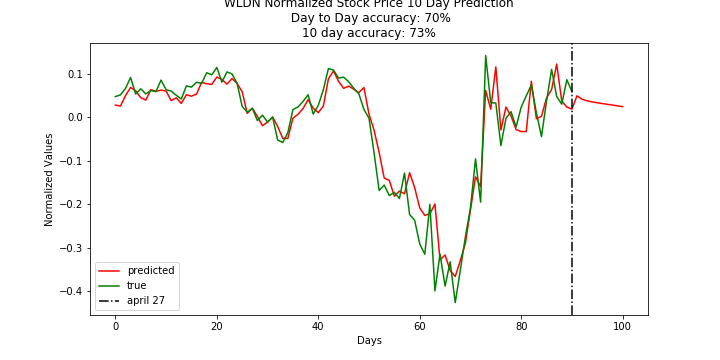 WLDN Normalized Stock Price 10 Day Prediction
Day to Day accuracy: 70%
10 day accuracy: 73%
Normalized Values
0.1
0.0
−0.1
−0.2
−0.3
−0.4
predicted
true
april 27
0 20 40 60 80 100
Days